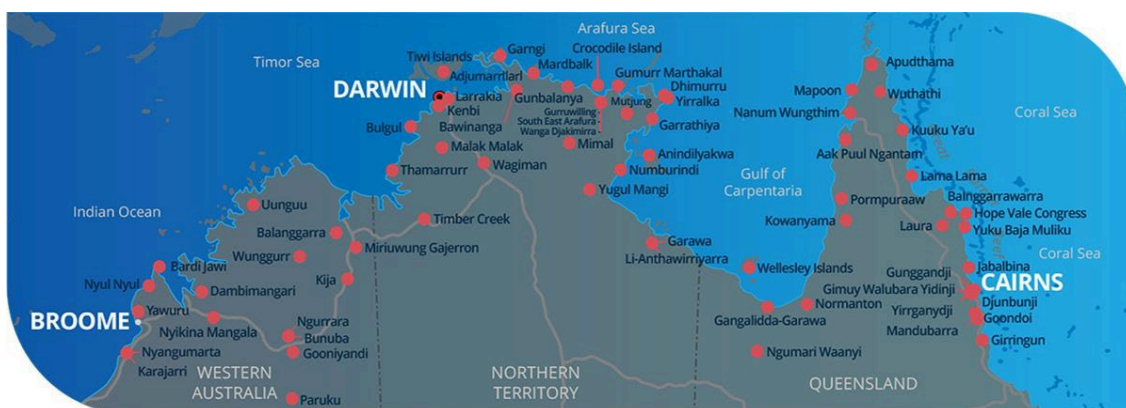 Arafura Sea
Timor Sea
Garngi
Crocodile Island
Tiwi Islands
Mardbalk
Adjumarrlarl
Gumurr Marthakal
Apudthama
DARWIN
Dhimurru
Larrakia
Gunbalanya
Yirralka
Mapoon
Wuthathi
Kenbi
Gurruwilling
Mutjung
Coral Sea
Nanum Wungthim
Bawinanga
South East Arafura
Garrathiya
Bulgul
Wanga Djakimirra
Kuuku Ya'u
Malak Malak
Mimal
Aak Puul Ngantam
Anindilyakwa
Wagiman
Thamarrurr
Numburindi
Gulf of
Carpentaria
Lama Lama
Yugul Mangi
Balnggarrawarra
Pormpuraaw
Uunguu
Indian Ocean
Hope Vale Congress
Timber Creek
Kowanyama
Laura
Yuku Baja Muliku
Balanggarra
Miriuwung Gajerron
Garawa
Coral Sea
Wunggurr
Li-Anthawirriyarra
Bardi Jawi
Wellesley Islands
Jabalbina
Gunggandji
Nyul Nyul
Kija
CAIRNS
Dambimangari
Gimuy Walubara Yidinji
Normanton
Djunbunji
Yawuru
Gangalidda-Garawa
Yirrganydji
BROOME
Nyikina Mangala
Goondoi
Ngurrara
Mandubarra
Bunuba
Girringun
Nyangumarta
Gooniyandi
Ngumari Waanyi
Karajarri
WESTERN
AUSTRALIA
NORTHERN
TERRITORY
QUEENSLAND
Paruku